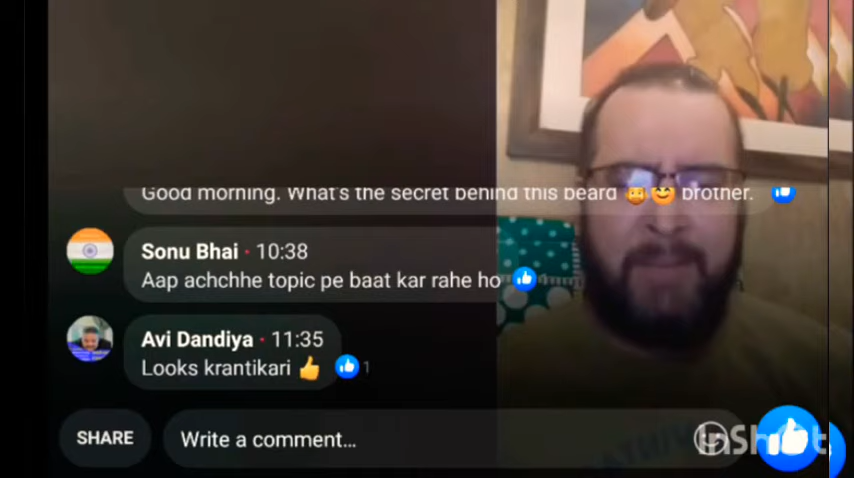 Good morning. What's the secret behind this beard 🤠😍 brother.
Sonu Bhai · 10:38
Aap achchhe topic pe baat kar rahe ho
Avi Dandiya · 11:35
Looks krantikari 👍 1
SHARE
Write a comment...
InShot